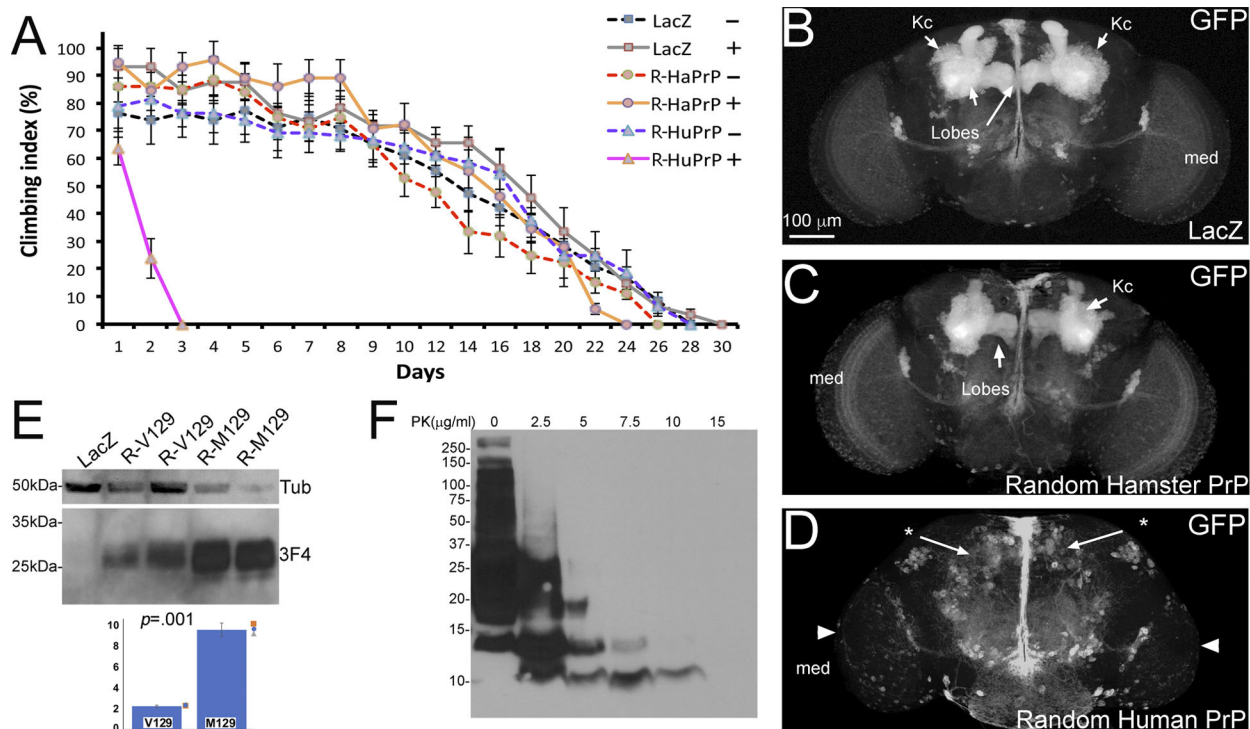 A
Climbing index (%)
100
90
80
70
60
50
40
30
20
10
0
1 2 3 4 5 6 7 8 9 10 12 14 16 18 20 22 24 26 28 30
Days
LacZ −
LacZ +
R-HaPrP −
R-HaPrP +
R-HuPrP −
R-HuPrP +
B
GFP
Kc
Kc
Lobes
med
100 μm
LacZ
C
GFP
Kc
med
Lobes
Random Hamster PrP
D
GFP
*
*
med
Random Human PrP
E
LacZ
R-V129
R-V129
R-M129
R-M129
50kDa-
Tub
35kDa-
3F4
25kDa-
p=.001
10
8
6
4
2
0
V129
M129
F
PK(μg/ml) 0 2.5 5 7.5 10 15
250-
150-
100-
75-
50-
37-
25-
20-
15-
10-